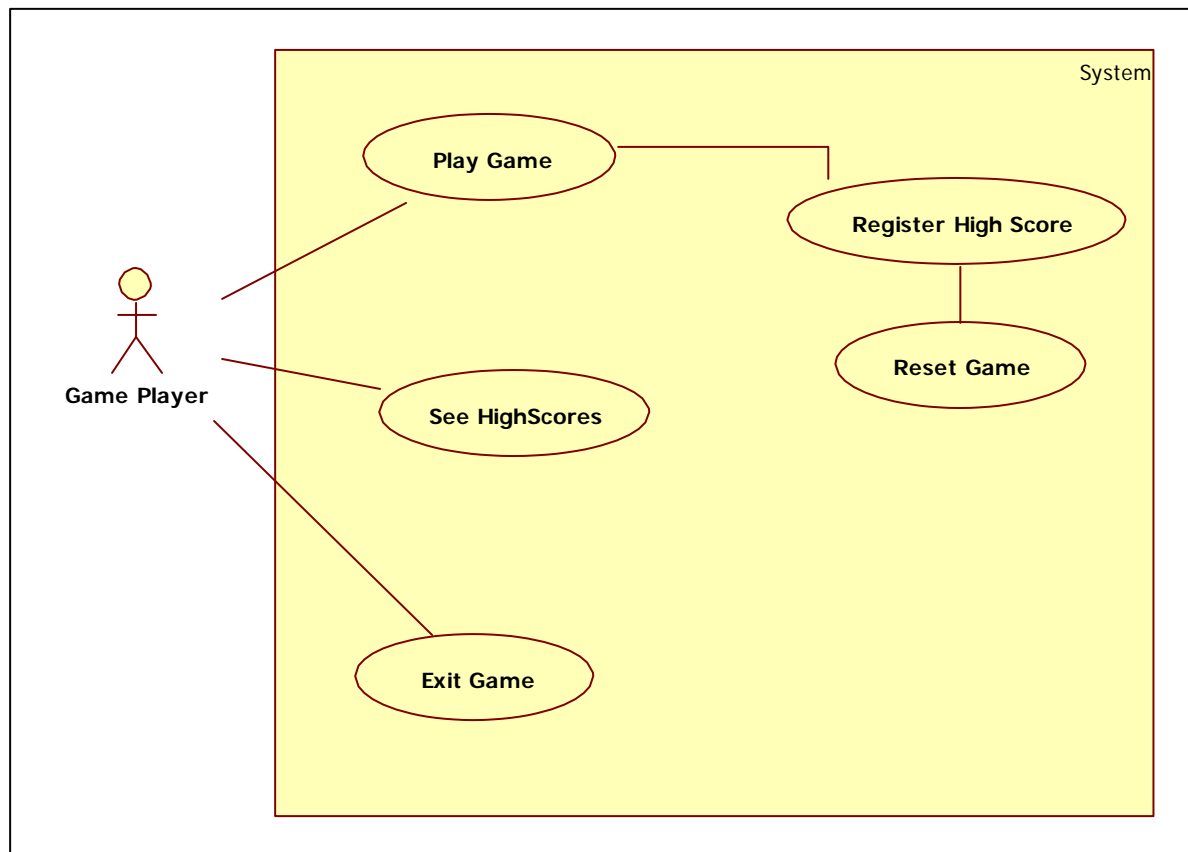 System
Play Game
Register High Score
Reset Game
Game Player
See HighScores
Exit Game